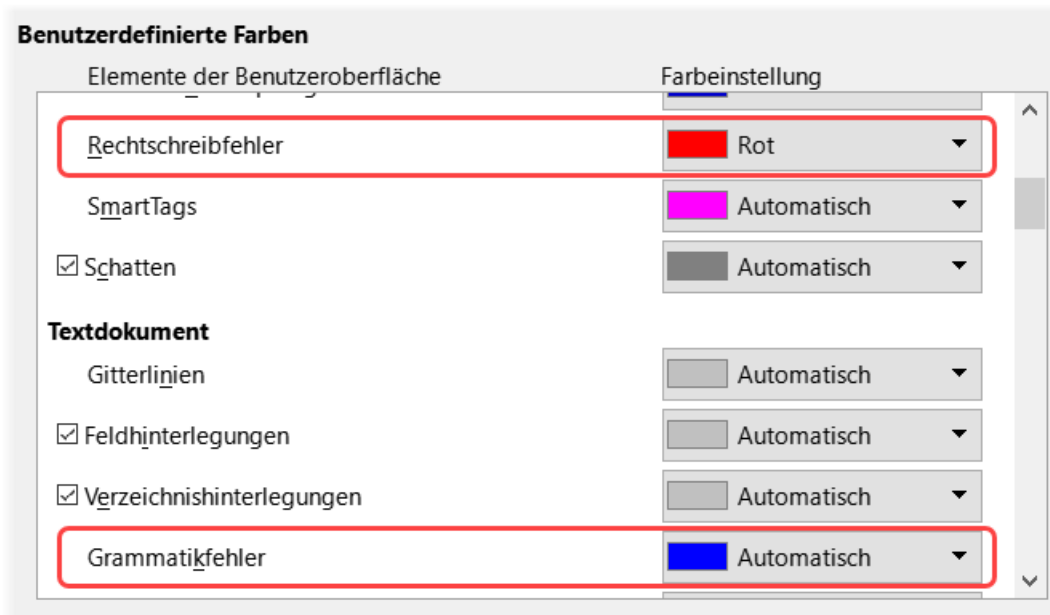 Benutzerdefinierte Farben
Elemente der Benutzeroberfläche Farbeinstellung
Rechtschreibfehler Rot
SmartTags Automatisch
Schatten Automatisch
Textdokument
Gitterlinien Automatisch
Feldhinterlegungen Automatisch
Verzeichnishinterlegungen Automatisch
Grammatikfehler Automatisch